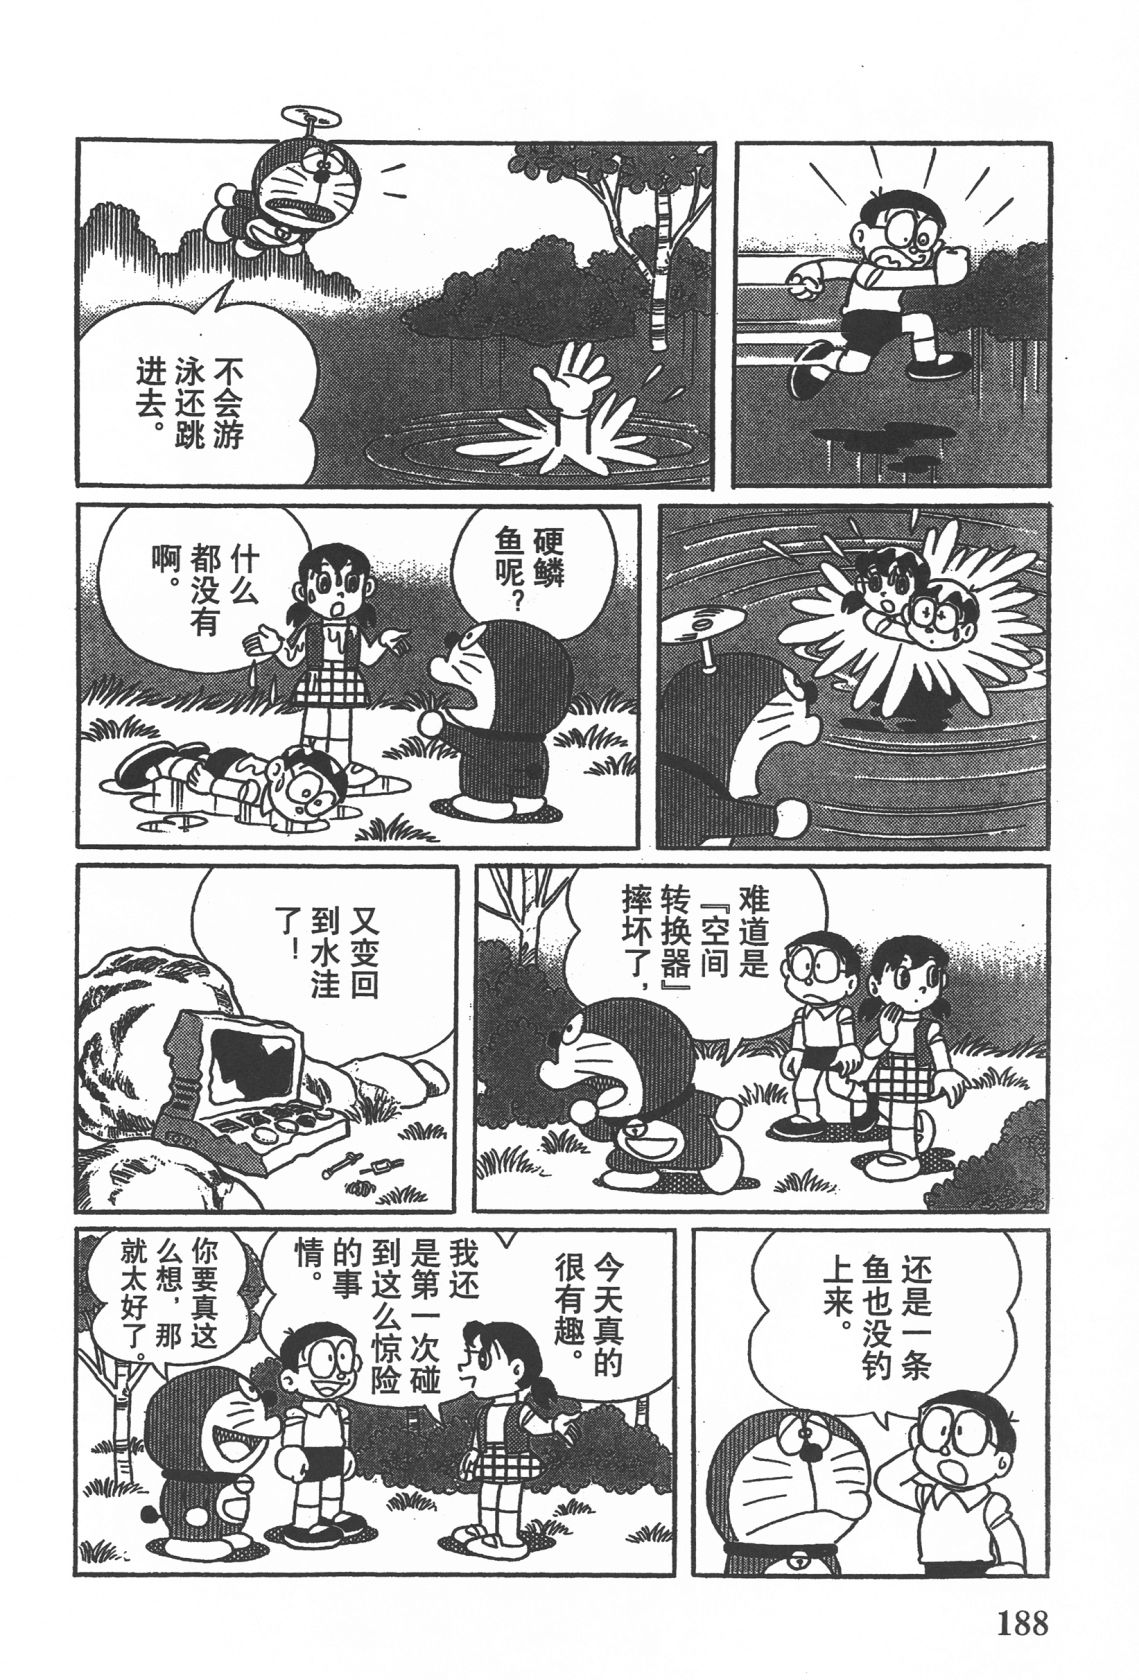 不会游
泳还跳
进去。
硬鳞
鱼呢？
什么
都没有
啊。
难道是
『空间
转换器』
摔坏了，
又变回
到水洼
了！
还是一条
鱼也没钓
上来。
今天真的
很有趣。
我还
是第一次碰
到这么惊险
的事
情。
你要真这
么想，那
就太好了。
188